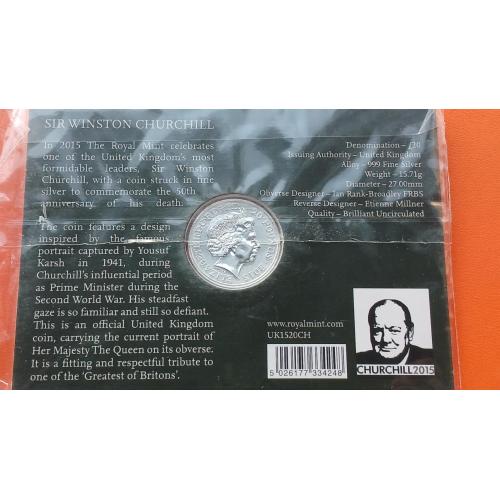 SIR WINSTON CHURCHILL
In 2015 The Royal Mint celebrates
one of the United Kingdom's most
formidable leaders, Sir Winston
Churchill, with a coin struck in fine
silver to commemorate the 50th
anniversary of his death.
The coin features a design
inspired by the famous
portrait captured by Yousuf
Karsh in 1941, during
Churchill's influential period
as Prime Minister during the
Second World War. His steadfast
gaze is so familiar and still so defiant.
This is an official United Kingdom
coin, carrying the current portrait of
Her Majesty The Queen on its obverse.
It is a fitting and respectful tribute to
one of the 'Greatest of Britons'.
Denomination – £20
Issuing Authority – United Kingdom
Alloy – 999 Fine Silver
Weight – 15.71g
Diameter – 27.00mm
Obverse Designer – Ian Rank-Broadley FRBS
Reverse Designer – Etienne Millner
Quality – Brilliant Uncirculated
www.royalmint.com
UK1520CH
5 026177 334248
CHURCHILL2015